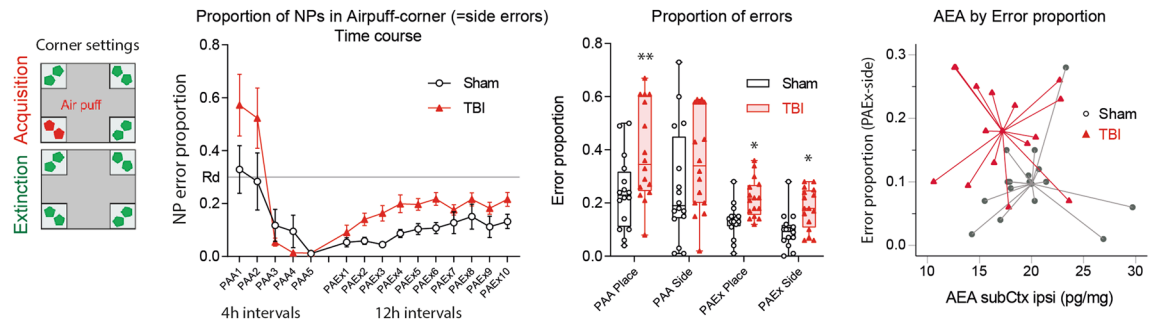 Corner settings
Acquisition
Air puff
Extinction
Proportion of NPs in Airpuff-corner (=side errors)
Time course
NP error proportion
0.8
0.6
0.4
Rd
0.2
0.0
Sham
TBI
PAA1 PAA2 PAA3 PAA4 PAA5 PAEx1 PAEx2 PAEx3 PAEx4 PAEx5 PAEx6 PAEx7 PAEx8 PAEx9 PAEx10
4h intervals 12h intervals
Proportion of errors
Error proportion
0.8
0.6
0.4
0.2
0.0
**
*
*
Sham
TBI
PAA Place PAA Side PAEx Place PAEx Side
AEA by Error proportion
Error proportion (PAEx-side)
0.3
0.2
0.1
0.0
Sham
TBI
10 15 20 25 30
AEA subCtx ipsi (pg/mg)